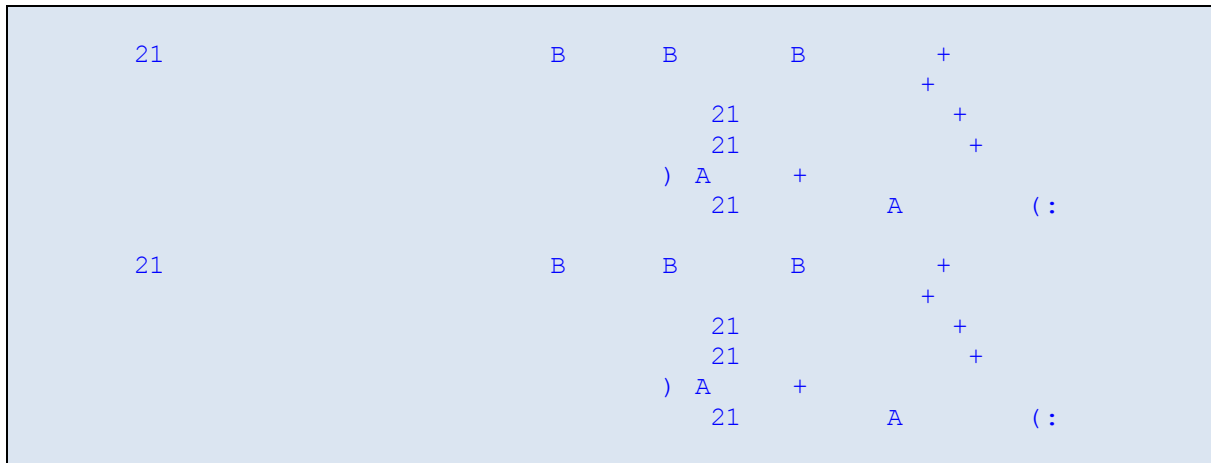 21 B B B +
+
21 +
21 +
) A +
21 A (:
21 B B B +
+
21 +
21 +
) A +
21 A (: